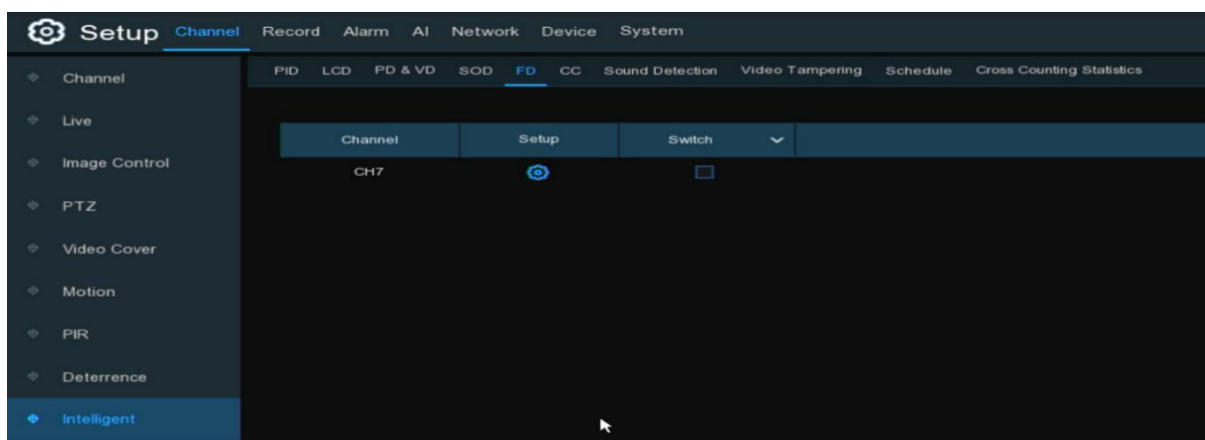 Setup Channel Record Alarm AI Network Device System
PID LCD PD & VD SOD FD CC Sound Detection Video Tampering Schedule Cross Counting Statistics
Channel
Live
Image Control
PTZ
Video Cover
Motion
PIR
Deterrence
Intelligent
Channel Setup Switch
CH7